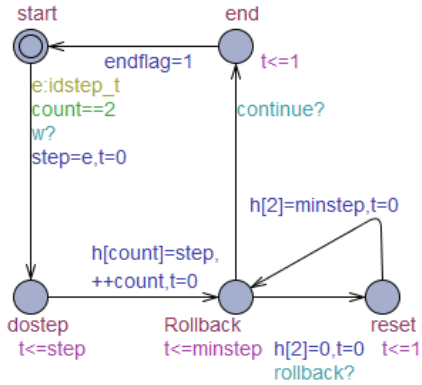 start
end
endflag=1
t<=1
e:idstep_t
count==2
w?
step=e,t=0
continue?
h[2]=minstep,t=0
h[count]=step,
++count,t=0
dostep
t<=step
Rollback
t<=minstep
h[2]=0,t=0
rollback?
reset
t<=1